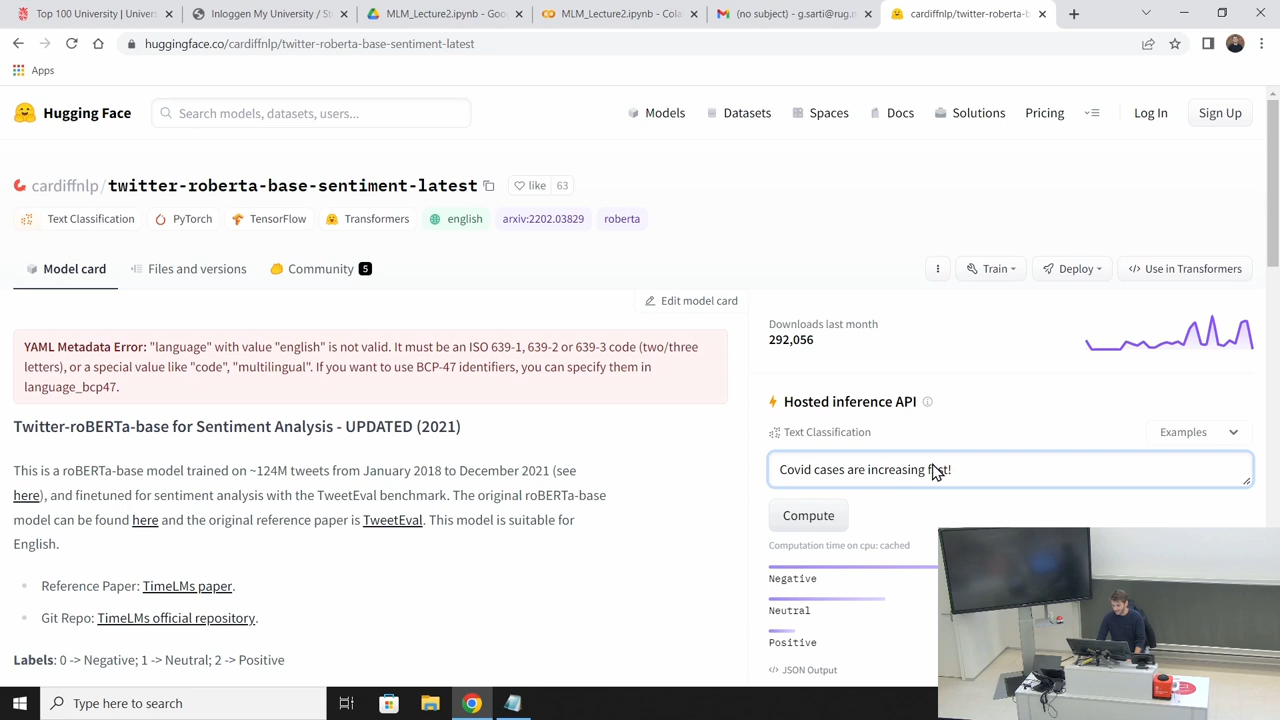 Top 100 University | Univers
Inloggen My University / St
MLM_Lecture2.ipynb - Goo
MLM_Lecture2.ipynb - Cola
(no subject) - g.sarti@rug.n
cardiffnlp/twitter-roberta-b
huggingface.co/cardiffnlp/twitter-roberta-base-sentiment-latest
Apps
Hugging Face
Search models, datasets, users...
Models
Datasets
Spaces
Docs
Solutions
Pricing
Log In
Sign Up
cardiffnlp/twitter-roberta-base-sentiment-latest
like 63
Text Classification
PyTorch
TensorFlow
Transformers
english
arxiv:2202.03829
roberta
Model card
Files and versions
Community 5
Train
Deploy
Use in Transformers
Edit model card
YAML Metadata Error: "language" with value "english" is not valid. It must be an ISO 639-1, 639-2 or 639-3 code (two/three
letters), or a special value like "code", "multilingual". If you want to use BCP-47 identifiers, you can specify them in
language_bcp47.
Twitter-roBERTa-base for Sentiment Analysis - UPDATED (2021)
This is a roBERTa-base model trained on ~124M tweets from January 2018 to December 2021 (see
here), and finetuned for sentiment analysis with the TweetEval benchmark. The original roBERTa-base
model can be found here and the original reference paper is TweetEval. This model is suitable for
English.
Reference Paper: TimeLMs paper.
Git Repo: TimeLMs official repository.
Labels: 0 -> Negative; 1 -> Neutral; 2 -> Positive
Downloads last month
292,056
Hosted inference API
Text Classification
Examples
Covid cases are increasing fast!
Compute
Computation time on cpu: cached
Negative
Neutral
Positive
JSON Output
Type here to search